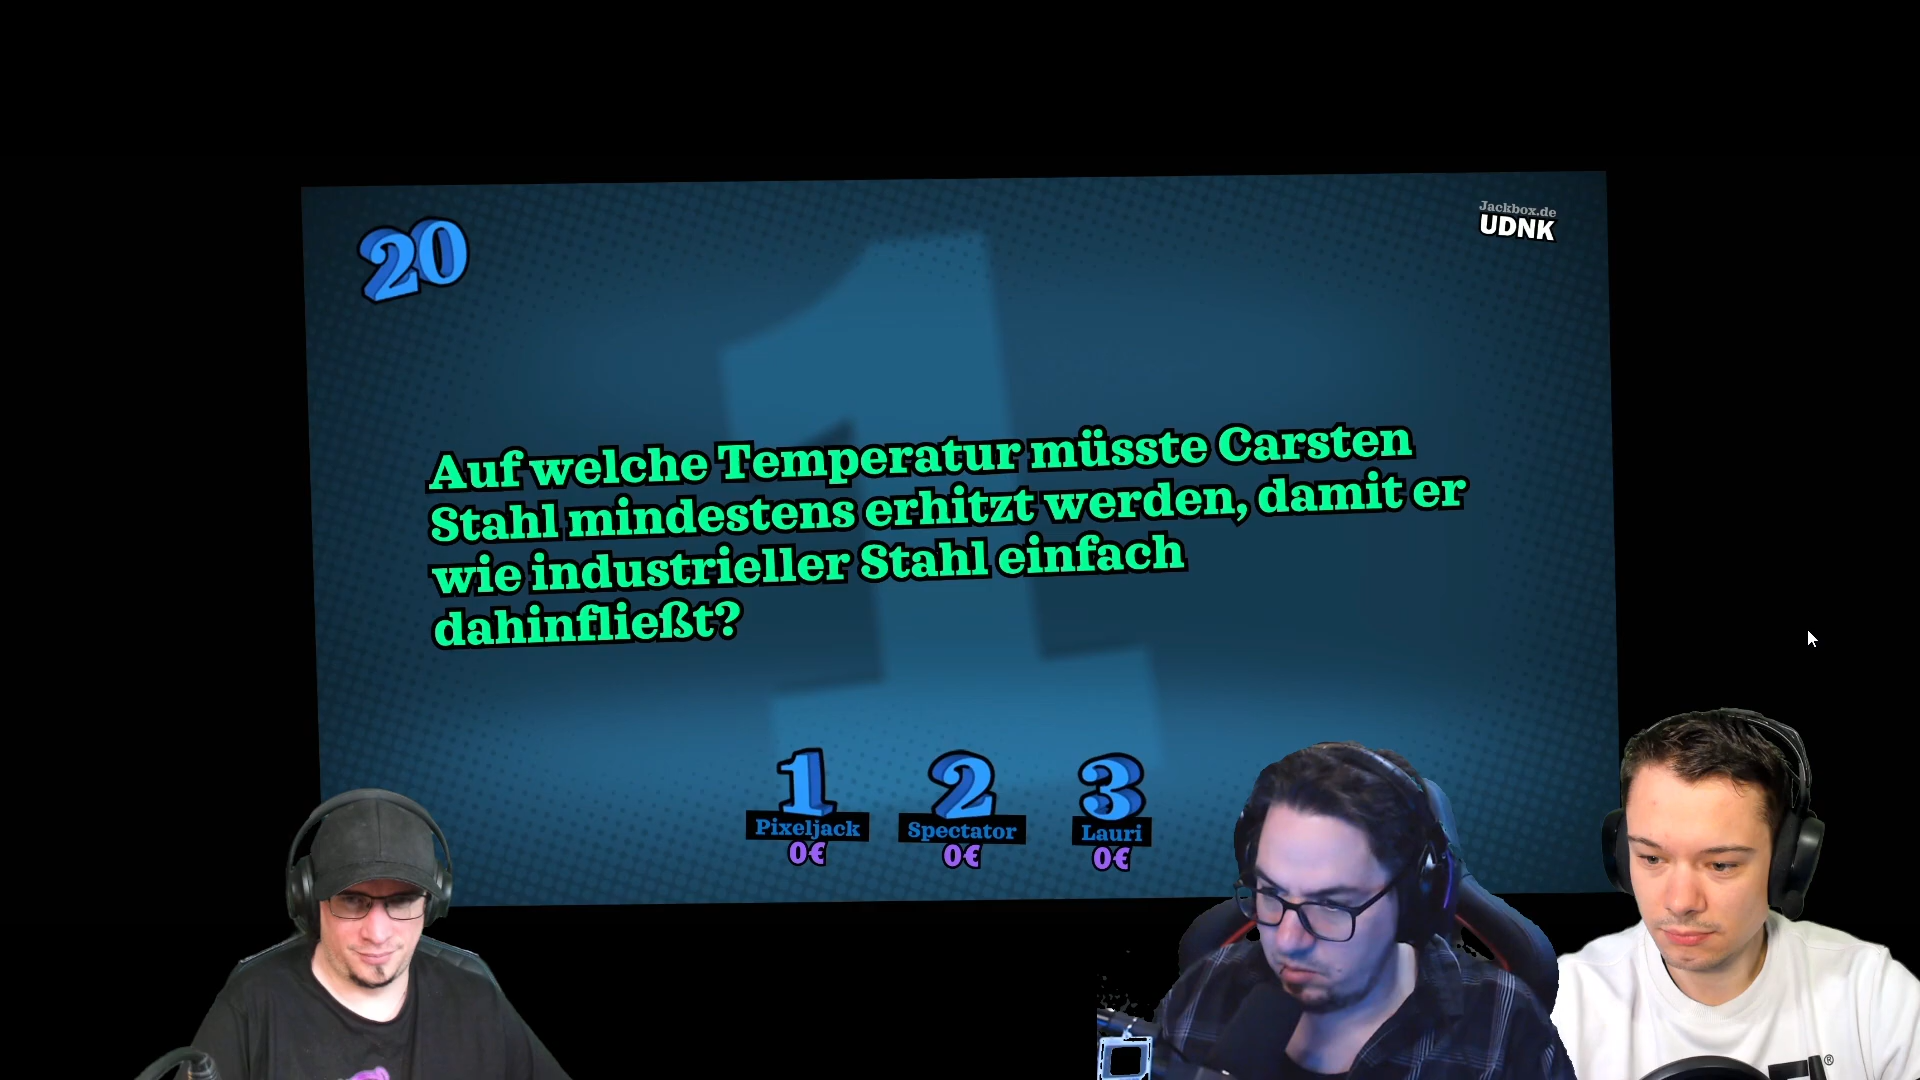 20
Jackbox.de
UDNK
Auf welche Temperatur müsste Carsten
Stahl mindestens erhitzt werden, damit er
wie industrieller Stahl einfach
dahinfließt?
1
1 2 3
Pixeljack Spectator Lauri
0€ 0€ 0€
®